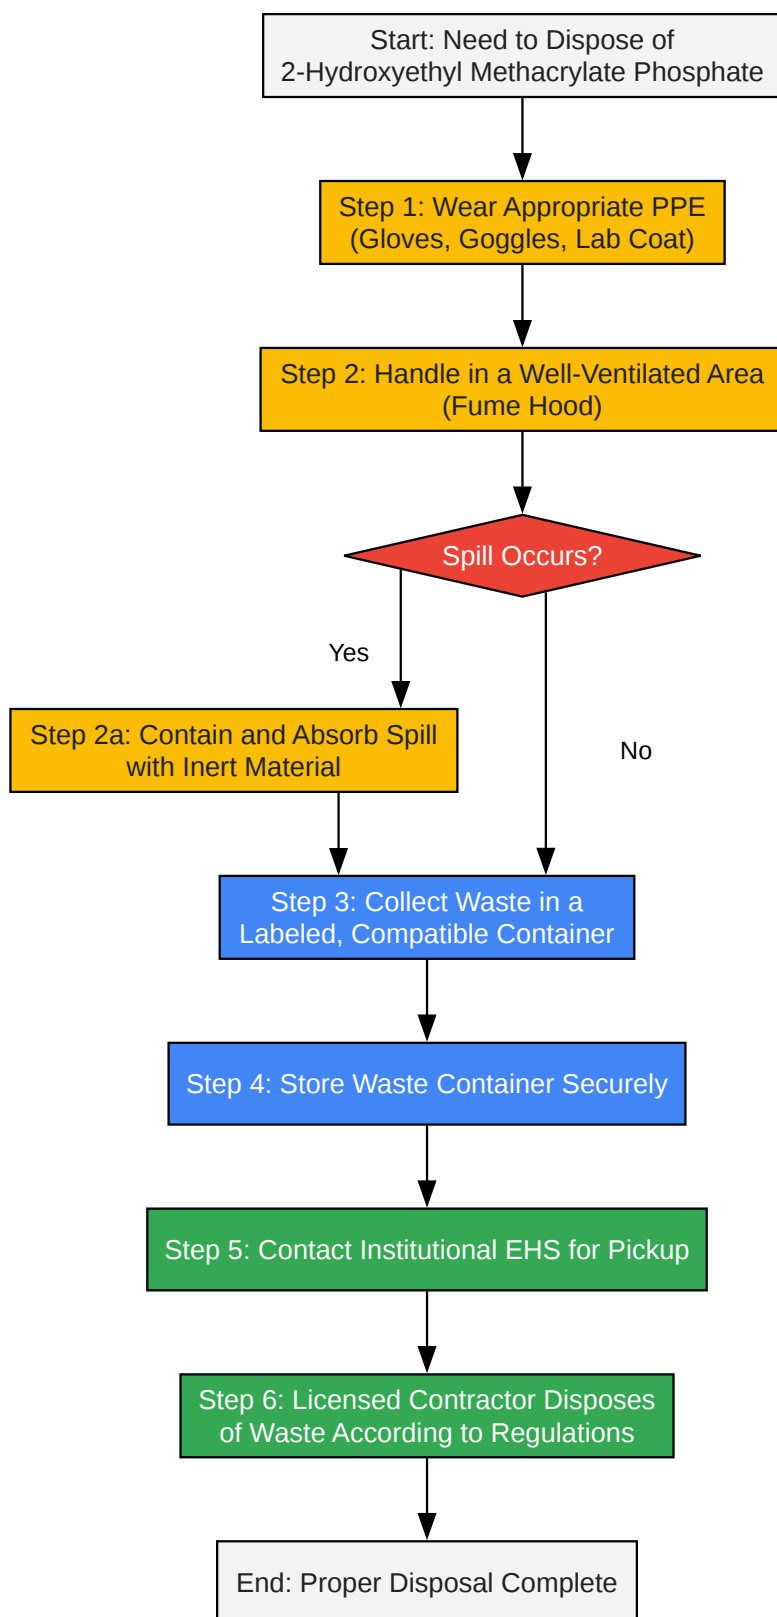 Start: Need to Dispose of
2-Hydroxyethyl Methacrylate Phosphate
Step 1: Wear Appropriate PPE
(Gloves, Goggles, Lab Coat)
Step 2: Handle in a Well-Ventilated Area
(Fume Hood)
Spill Occurs?
Yes
Step 2a: Contain and Absorb Spill
with Inert Material
No
Step 3: Collect Waste in a
Labeled, Compatible Container
Step 4: Store Waste Container Securely
Step 5: Contact Institutional EHS for Pickup
Step 6: Licensed Contractor Disposes
of Waste According to Regulations
End: Proper Disposal Complete